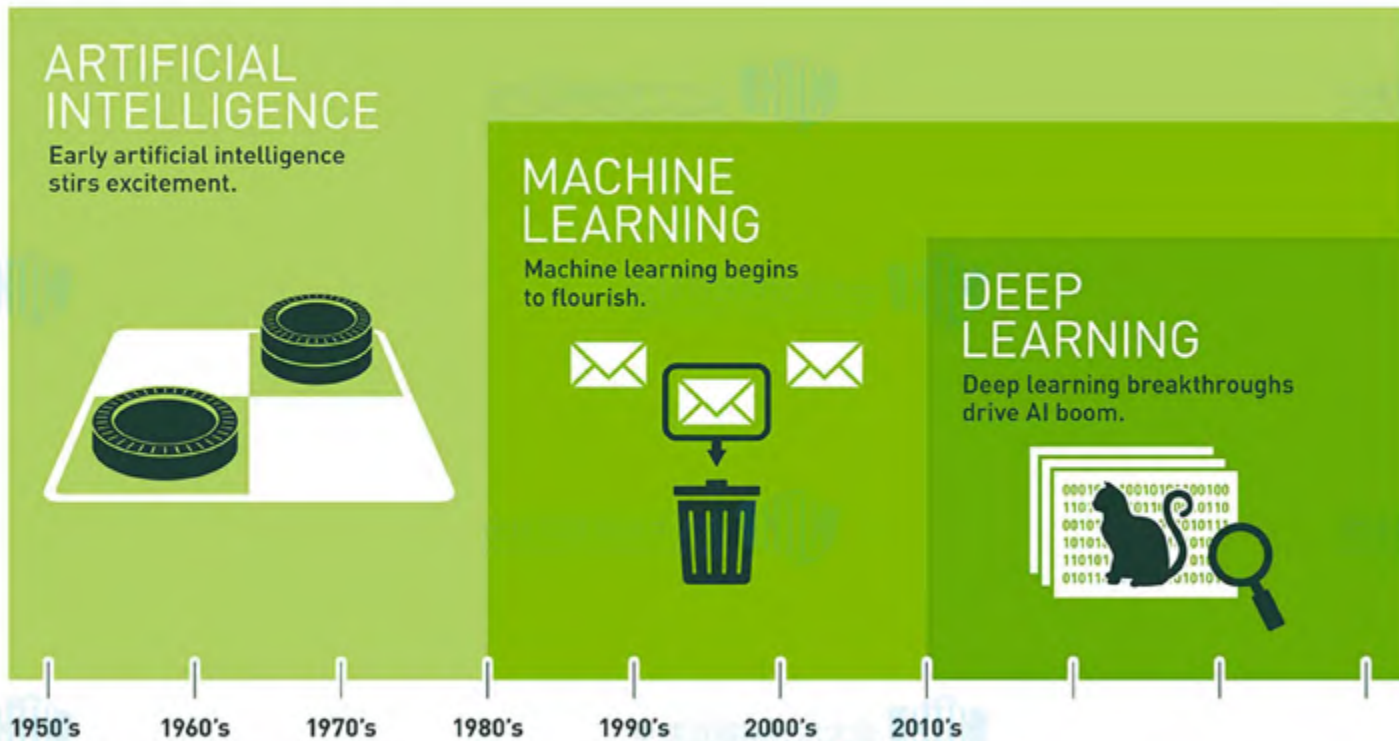 ARTIFICIAL
INTELLIGENCE
Early artificial intelligence
stirs excitement.
MACHINE
LEARNING
Machine learning begins
to flourish.
DEEP
LEARNING
Deep learning breakthroughs
drive AI boom.
1950's 1960's 1970's 1980's 1990's 2000's 2010's